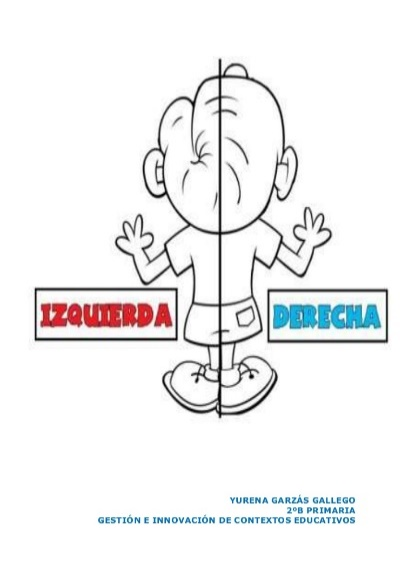 IZQUIERDA
DERECHA
YURENA GARZÁS GALLEGO
2ºB PRIMARIA
GESTIÓN E INNOVACIÓN DE CONTEXTOS EDUCATIVOS